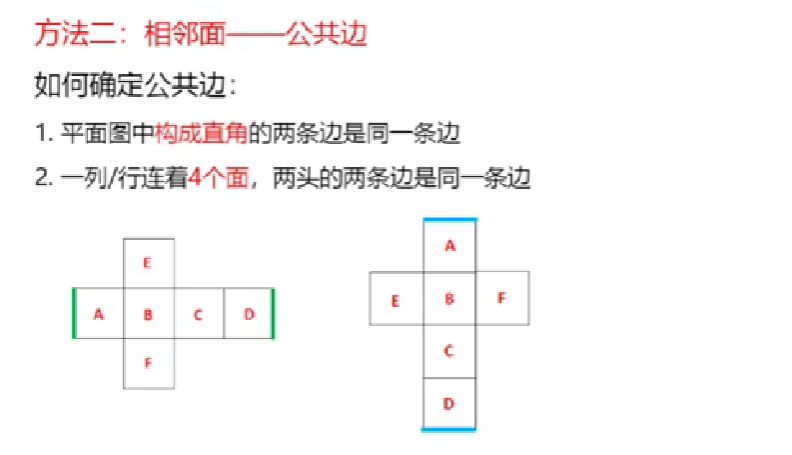 方法二：相邻面——公共边
如何确定公共边：
1. 平面图中构成直角的两条边是同一条边
2. 一列/行连着4个面，两头的两条边是同一条边
E
A B C D
F
A
E B F
C
D